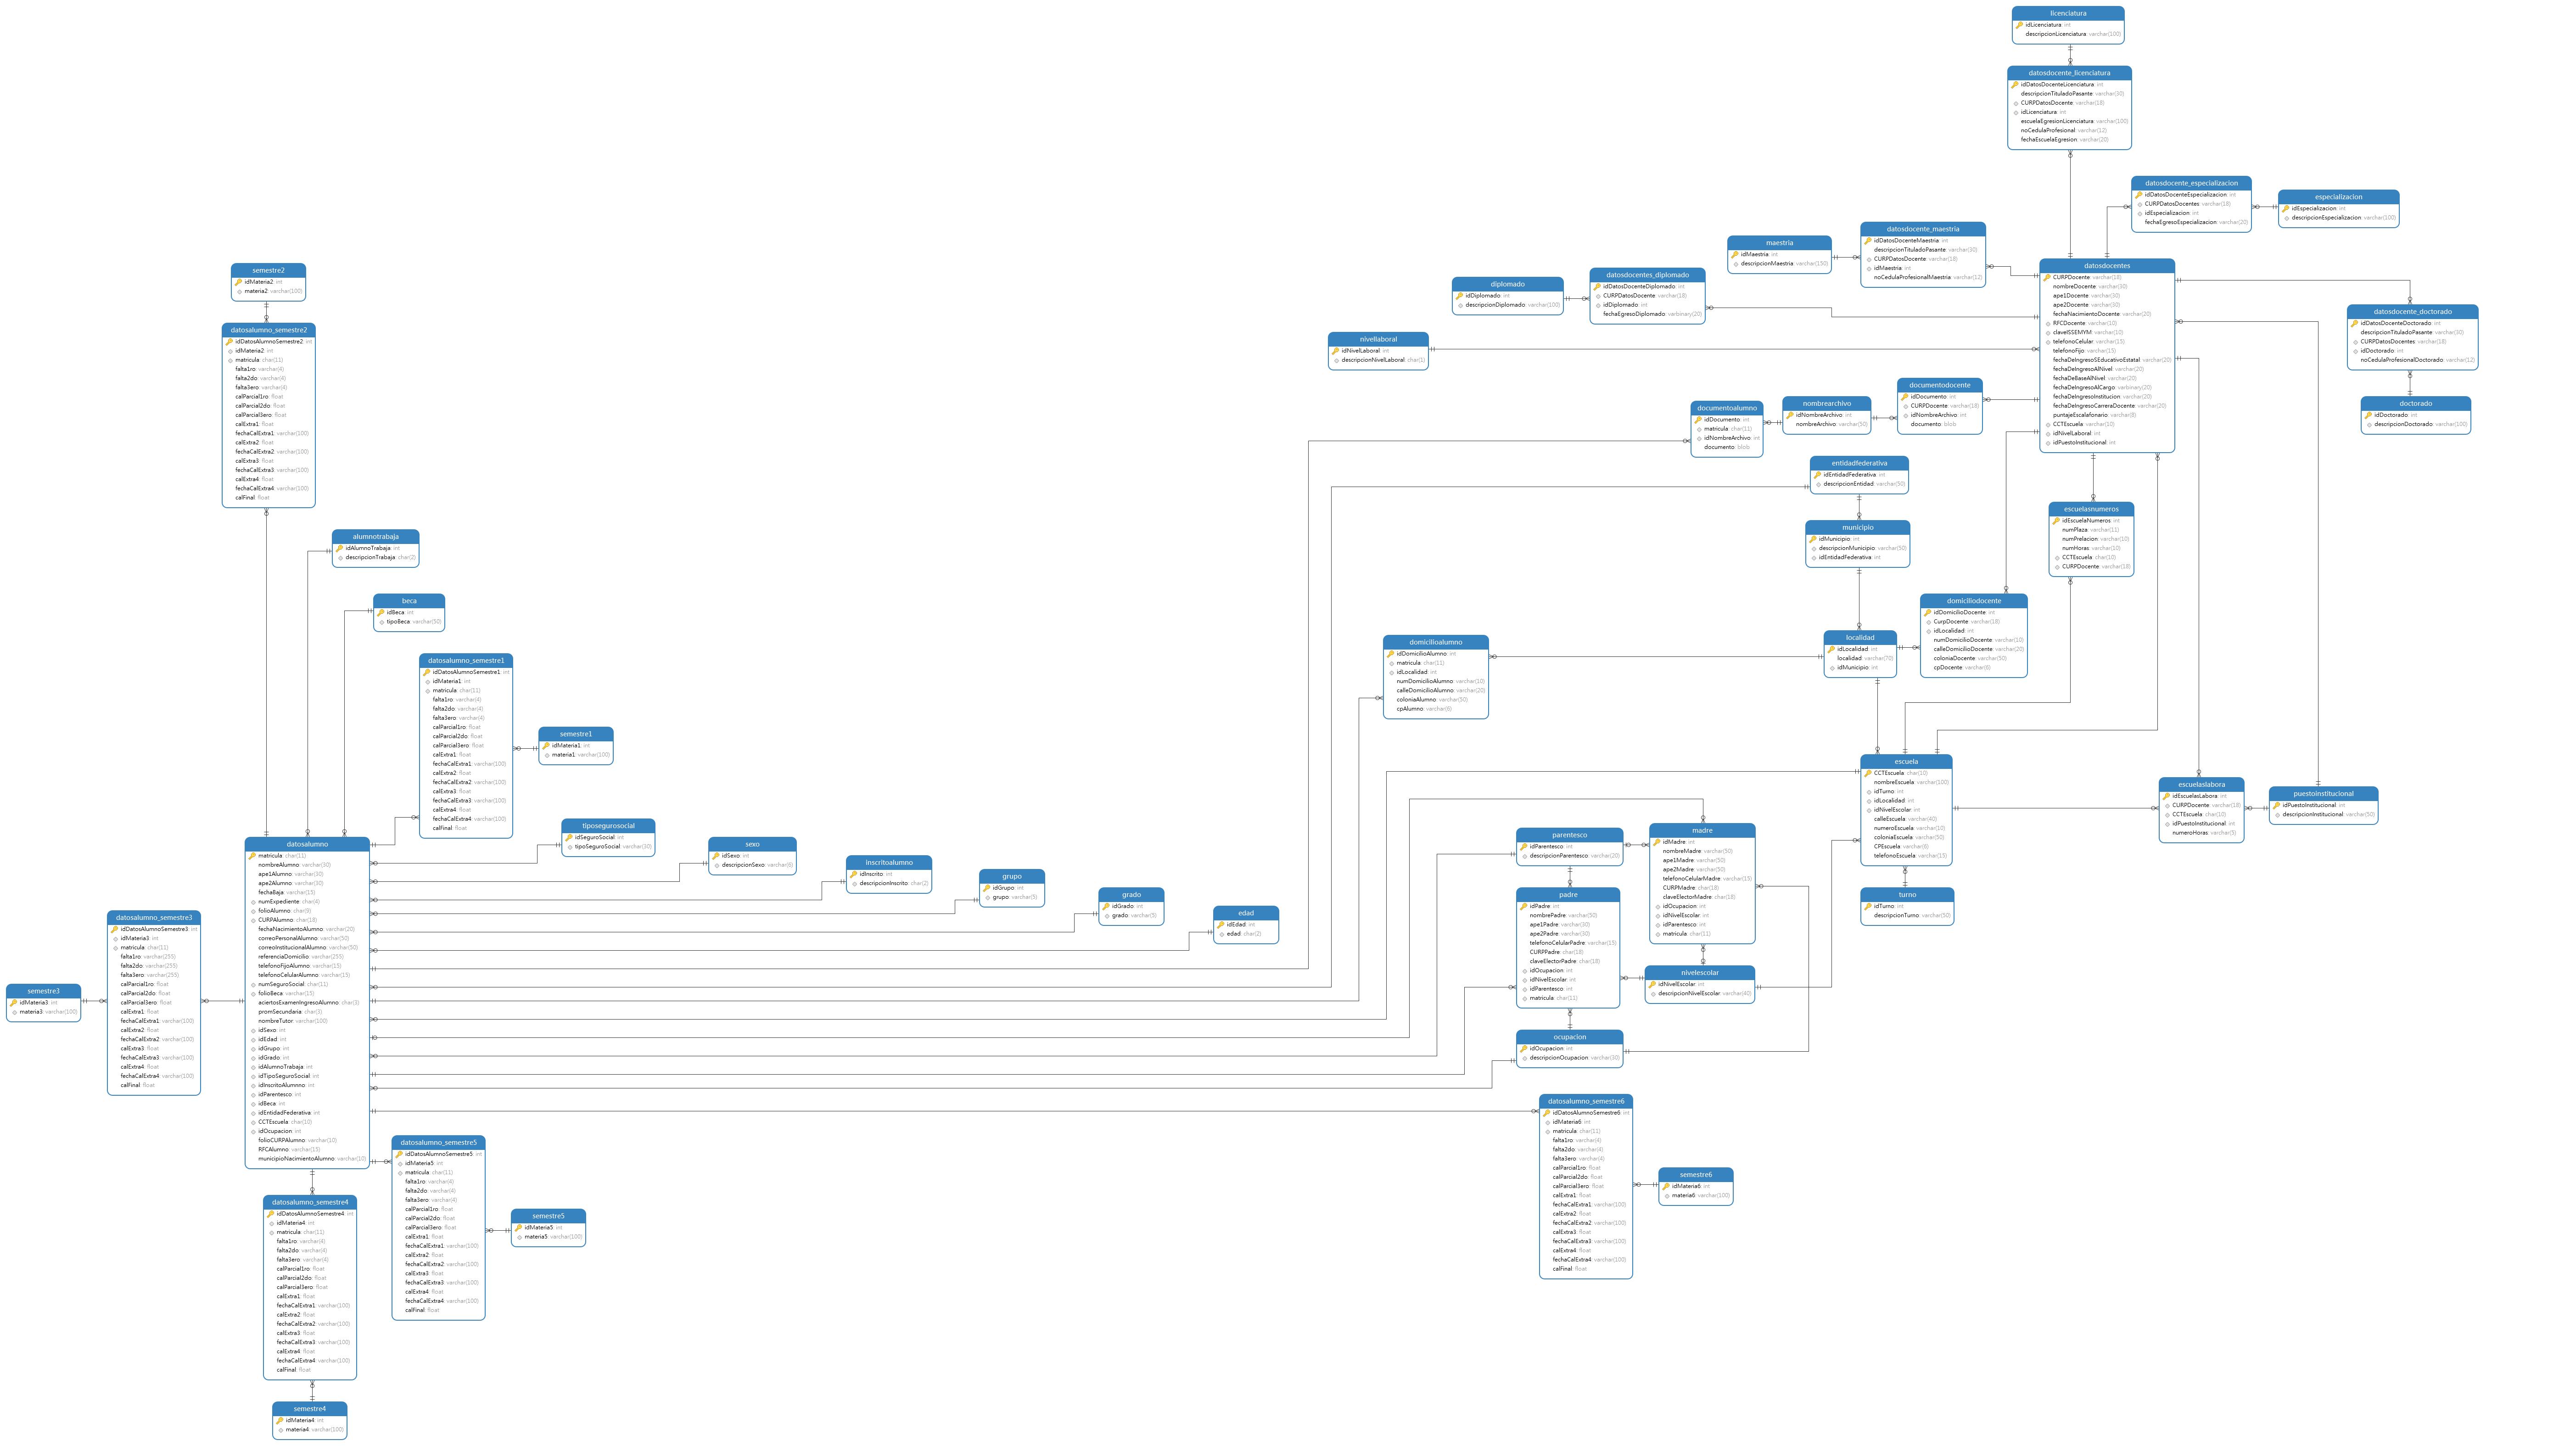 licenciatura
idLicenciatura: int
descripcionLicenciatura: varchar(100)
datosdocente_licenciatura
idDatosDocenteLicenciatura: int
descripcionTituladoPasante: varchar(30)
CURPDatosDocente: varchar(18)
idLicenciatura: int
escuelaEgresionLicenciatura: varchar(100)
noCedulaProfesional: varchar(12)
fechaEscuelaEgresion: varchar(20)
datosdocente_especializacion
idDatosDocenteEspecializacion: int
CURPDatosDocentes: varchar(18)
idEspecializacion: int
fechaEgresoEspecializacion: varchar(20)
especializacion
idEspecializacion: int
descripcionEspecializacion: varchar(100)
maestria
idMaestria: int
descripcionMaestria: varchar(150)
datosdocente_maestria
idDatosDocenteMaestria: int
descripcionTituladoPasante: varchar(30)
CURPDatosDocente: varchar(18)
idMaestria: int
noCedulaProfesionalMaestria: varchar(12)
diplomado
idDiplomado: int
descripcionDiplomado: varchar(100)
datosdocentes_diplomado
idDatosDocenteDiplomado: int
CURPDatosDocente: varchar(18)
idDiplomado: int
fechaEgresoDiplomado: varbinary(20)
datosdocentes
CURPDocente: varchar(18)
nombreDocente: varchar(30)
ape1Docente: varchar(30)
ape2Docente: varchar(30)
fechaNacimientoDocente: varchar(20)
RFCDocente: varchar(10)
claveISSEMYM: varchar(10)
telefonoCelular: varchar(15)
telefonoFijo: varchar(15)
fechaDeIngresoSEducativoEstatal: varchar(20)
fechaDeIngresoAlNivel: varchar(20)
fechaDeBaseAlNivel: varchar(20)
fechaDeIngresoAlCargo: varbinary(20)
fechaDeIngresoInstitucion: varchar(20)
fechaDeIngresoCarreraDocente: varchar(20)
puntajeEscalafonario: varchar(8)
CCTEscuela: varchar(10)
idNivelLaboral: int
idPuestoInstitucional: int
datosdocente_doctorado
idDatosDocenteDoctorado: int
descripcionTituladoPasante: varchar(30)
CURPDatosDocentes: varchar(18)
idDoctorado: int
noCedulaProfesionalDoctorado: varchar(12)
doctorado
idDoctorado: int
descripcionDoctorado: varchar(100)
nivellaboral
idNivelLaboral: int
descripcionNivelLaboral: char(1)
documentoalumno
idDocumento: int
matricula: char(11)
idNombreArchivo: int
documento: blob
nombrearchivo
idNombreArchivo: int
nombreArchivo: varchar(50)
documentodocente
idDocumento: int
CURPDocente: varchar(18)
idNombreArchivo: int
documento: blob
entidadfederativa
idEntidadFederativa: int
descripcionEntidad: varchar(50)
municipio
idMunicipio: int
descripcionMunicipio: varchar(50)
idEntidadFederativa: int
escuelasnumeros
idEscuelaNumeros: int
numPlaza: varchar(11)
numPrelacion: varchar(10)
numHoras: varchar(10)
CCTEscuela: char(10)
CURPDocente: varchar(18)
domiciliodocente
idDomicilioDocente: int
CurpDocente: varchar(18)
idLocalidad: int
numDomicilioDocente: varchar(10)
calleDomicilioDocente: varchar(20)
coloniaDocente: varchar(50)
cpDocente: varchar(6)
localidad
idLocalidad: int
localidad: varchar(70)
idMunicipio: int
domicilioalumno
idDomicilioAlumno: int
matricula: char(11)
idLocalidad: int
numDomicilioAlumno: varchar(10)
calleDomicilioAlumno: varchar(20)
coloniaAlumno: varchar(50)
cpAlumno: varchar(6)
escuela
CCTEscuela: char(10)
nombreEscuela: varchar(100)
idTurno: int
idLocalidad: int
idNivelEscolar: int
calleEscuela: varchar(40)
numeroEscuela: varchar(10)
coloniaEscuela: varchar(50)
CPEscuela: varchar(6)
telefonoEscuela: varchar(15)
turno
idTurno: int
descripcionTurno: varchar(50)
escuelaslabora
idEscuelasLabora: int
CURPDocente: varchar(18)
CCTEscuela: char(10)
idPuestoInstitucional: int
numeroHoras: varchar(3)
puestoinstitucional
idPuestoInstitucional: int
descripcionInstitucional: varchar(50)
parentesco
idParentesco: int
descripcionParentesco: varchar(20)
madre
idMadre: int
nombreMadre: varchar(50)
ape1Madre: varchar(50)
ape2Madre: varchar(50)
telefonoCelularMadre: varchar(15)
CURPMadre: char(18)
claveElectorMadre: char(18)
idOcupacion: int
idNivelEscolar: int
idParentesco: int
matricula: char(11)
padre
idPadre: int
nombrePadre: varchar(50)
ape1Padre: varchar(30)
ape2Padre: varchar(30)
telefonoCelularPadre: varchar(15)
CURPPadre: char(18)
claveElectorPadre: char(18)
idOcupacion: int
idNivelEscolar: int
idParentesco: int
matricula: char(11)
nivelescolar
idNivelEscolar: int
descripcionNivelEscolar: varchar(40)
ocupacion
idOcupacion: int
descripcionOcupacion: varchar(30)
semestre2
idMateria2: int
materia2: varchar(100)
datosalumno_semestre2
idDatosAlumnoSemestre2: int
idMateria2: int
matricula: char(11)
falta1ro: varchar(4)
falta2do: varchar(4)
falta3ero: varchar(4)
calParcial1ro: float
calParcial2do: float
calParcial3ero: float
calExtra1: float
fechaCalExtra1: varchar(100)
calExtra2: float
fechaCalExtra2: varchar(100)
calExtra3: float
fechaCalExtra3: varchar(100)
calExtra4: float
fechaCalExtra4: varchar(100)
calFinal: float
alumnotrabaja
idAlumnoTrabaja: int
descripcionTrabaja: char(2)
beca
idBeca: int
tipoBeca: varchar(50)
datosalumno_semestre1
idDatosAlumnoSemestre1: int
idMateria1: int
matricula: char(11)
falta1ro: varchar(4)
falta2do: varchar(4)
falta3ero: varchar(4)
calParcial1ro: float
calParcial2do: float
calParcial3ero: float
calExtra1: float
fechaCalExtra1: varchar(100)
calExtra2: float
fechaCalExtra2: varchar(100)
calExtra3: float
fechaCalExtra3: varchar(100)
calExtra4: float
fechaCalExtra4: varchar(100)
calFinal: float
semestre1
idMateria1: int
materia1: varchar(100)
tiposegurosocial
idSeguroSocial: int
tipoSeguroSocial: varchar(30)
sexo
idSexo: int
descripcionSexo: varchar(6)
inscritoalumno
idInscrito: int
descripcionInscrito: char(2)
grupo
idGrupo: int
grupo: varchar(5)
grado
idGrado: int
grado: varchar(5)
edad
idEdad: int
edad: char(2)
datosalumno
matricula: char(11)
nombreAlumno: varchar(30)
ape1Alumno: varchar(30)
ape2Alumno: varchar(30)
fechaBaja: varchar(15)
numExpediente: char(4)
folioAlumno: char(9)
CURPAlumno: char(18)
fechaNacimientoAlumno: varchar(20)
correoPersonalAlumno: varchar(50)
correoInstitucionalAlumno: varchar(50)
referenciaDomicilio: varchar(255)
telefonoFijoAlumno: varchar(15)
telefonoCelularAlumno: varchar(15)
numSeguroSocial: char(11)
folioBeca: varchar(15)
aciertosExamenIngresoAlumno: char(3)
promSecundaria: char(3)
nombreTutor: varchar(100)
idSexo: int
idEdad: int
idGrupo: int
idGrado: int
idAlumnoTrabaja: int
idTipoSeguroSocial: int
idInscritoAlumnno: int
idParentesco: int
idBeca: int
idEntidadFederativa: int
CCTEscuela: char(10)
idOcupacion: int
folioCURPAlumno: varchar(10)
RFCAlumno: varchar(15)
municipioNacimientoAlumno: varchar(10)
semestre3
idMateria3: int
materia3: varchar(100)
datosalumno_semestre3
idDatosAlumnoSemestre3: int
idMateria3: int
matricula: char(11)
falta1ro: varchar(255)
falta2do: varchar(255)
falta3ero: varchar(255)
calParcial1ro: float
calParcial2do: float
calParcial3ero: float
calExtra1: float
fechaCalExtra1: varchar(100)
calExtra2: float
fechaCalExtra2: varchar(100)
calExtra3: float
fechaCalExtra3: varchar(100)
calExtra4: float
fechaCalExtra4: varchar(100)
calFinal: float
datosalumno_semestre4
idDatosAlumnoSemestre4: int
idMateria4: int
matricula: char(11)
falta1ro: varchar(4)
falta2do: varchar(4)
falta3ero: varchar(4)
calParcial1ro: float
calParcial2do: float
calParcial3ero: float
calExtra1: float
fechaCalExtra1: varchar(100)
calExtra2: float
fechaCalExtra2: varchar(100)
calExtra3: float
fechaCalExtra3: varchar(100)
calExtra4: float
fechaCalExtra4: varchar(100)
calFinal: float
semestre4
idMateria4: int
materia4: varchar(100)
datosalumno_semestre5
idDatosAlumnoSemestre5: int
idMateria5: int
matricula: char(11)
falta1ro: varchar(4)
falta2do: varchar(4)
falta3ero: varchar(4)
calParcial1ro: float
calParcial2do: float
calParcial3ero: float
calExtra1: float
fechaCalExtra1: varchar(100)
calExtra2: float
fechaCalExtra2: varchar(100)
calExtra3: float
fechaCalExtra3: varchar(100)
calExtra4: float
fechaCalExtra4: varchar(100)
calFinal: float
semestre5
idMateria5: int
materia5: varchar(100)
datosalumno_semestre6
idDatosAlumnoSemestre6: int
idMateria6: int
matricula: char(11)
falta1ro: varchar(4)
falta2do: varchar(4)
falta3ero: varchar(4)
calParcial1ro: float
calParcial2do: float
calParcial3ero: float
calExtra1: float
fechaCalExtra1: varchar(100)
calExtra2: float
fechaCalExtra2: varchar(100)
calExtra3: float
fechaCalExtra3: varchar(100)
calExtra4: float
fechaCalExtra4: varchar(100)
calFinal: float
semestre6
idMateria6: int
materia6: varchar(100)